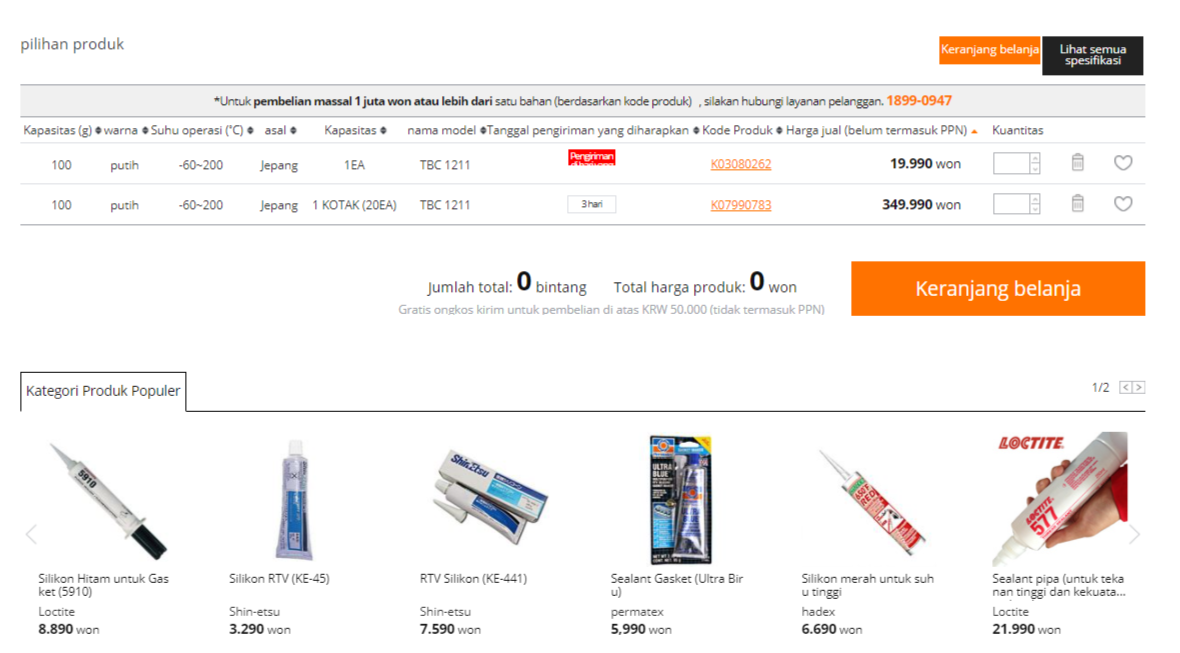 pilihan produk
Keranjang belanja
Lihat semua
spesifikasi
*Untuk pembelian massal 1 juta won atau lebih dari satu bahan (berdasarkan kode produk) , silakan hubungi layanan pelanggan. 1899-0947
Kapasitas (g) warna Suhu operasi (℃) asal Kapasitas nama model Tanggal pengiriman yang diharapkan Kode Produk Harga jual (belum termasuk PPN) Kuantitas
100 putih -60~200 Jepang 1EA TBC 1211 Pengiriman K03080262 19.990 won
100 putih -60~200 Jepang 1 KOTAK (20EA) TBC 1211 3 hari K07990783 349.990 won
Jumlah total: 0 bintang Total harga produk: 0 won
Keranjang belanja
Gratis ongkos kirim untuk pembelian di atas KRW 50.000 (tidak termasuk PPN)
Kategori Produk Populer
1/2 < >
5910
ShinEtsu
ULTRA
BLUE
RED
LOCTITE.
LOCTITE.
577
Silikon Hitam untuk Gas
ket (5910)
Loctite
8.890 won
Silikon RTV (KE-45)
Shin-etsu
3.290 won
RTV Silikon (KE-441)
Shin-etsu
7.590 won
Sealant Gasket (Ultra Bir
u)
permatex
5,990 won
Silikon merah untuk suh
u tinggi
hadex
6.690 won
Sealant pipa (untuk teka
nan tinggi dan kekuata...
Loctite
21.990 won